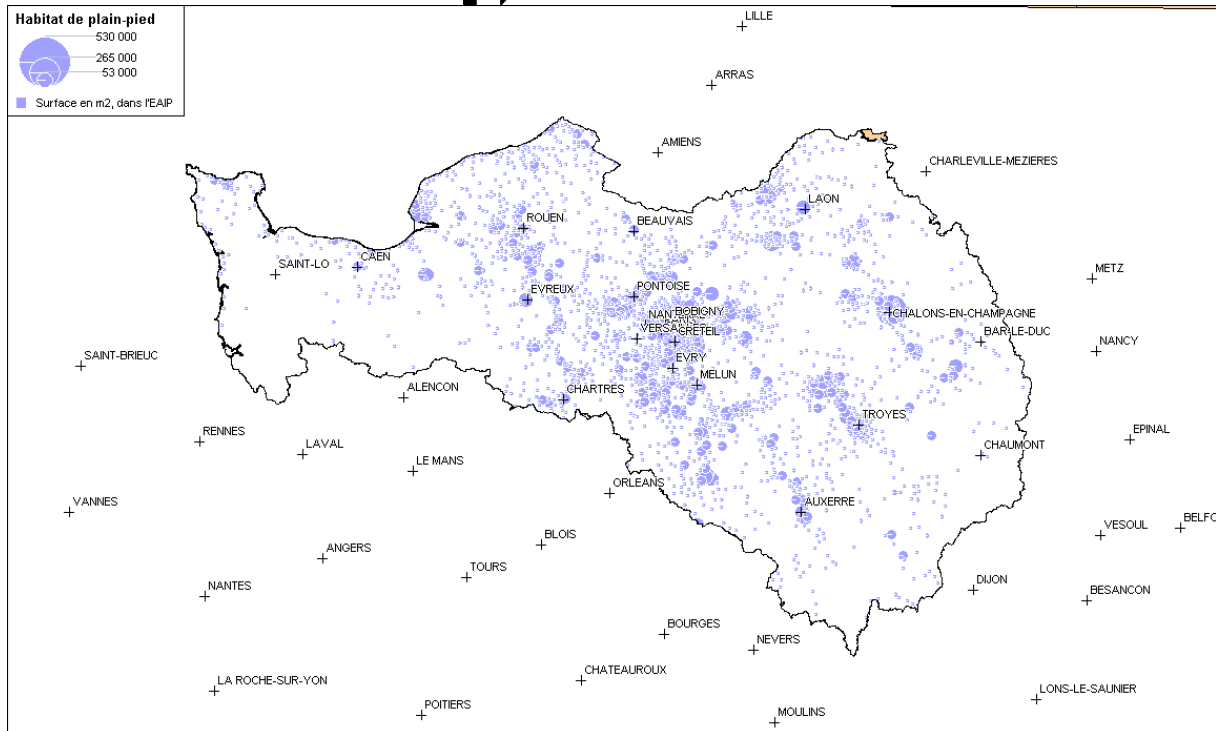 Habitat de plain-pied
530 000
265 000
53 000
Surface en m2, dans l'EAIP
LILLE
ARRAS
AMIENS
CHARLEVILLE-MEZIERES
LAON
ROUEN
BEAUVAIS
CAEN
SAINT-LO
METZ
EVREUX
PONTOISE
NAN
BOBIGNY
CHALONS-EN-CHAMPAGNE
VERSA
CRETEIL
BAR-LE-DUC
NANCY
SAINT-BRIEUC
EVRY
MELUN
ALENCON
CHARTRES
TROYES
RENNES
LAVAL
EPINAL
CHAUMONT
LE MANS
ORLEANS
VANNES
AUXERRE
BELFO
VESOUL
BLOIS
ANGERS
TOURS
NANTES
DIJON
BESANCON
BOURGES
NEVERS
CHATEAUROUX
LA ROCHE-SUR-YON
LONS-LE-SAUNIER
POITIERS
MOULINS